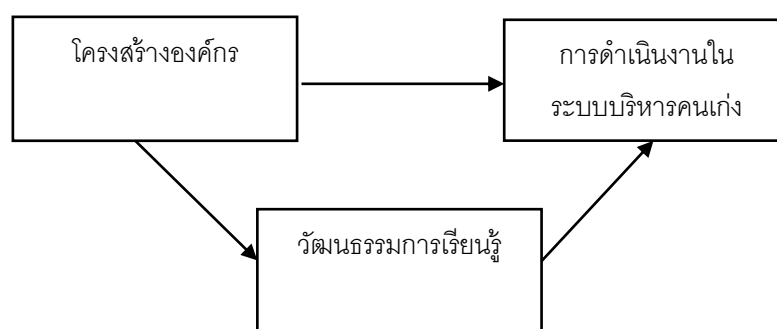 โครงสร้างองค์กร
การดำเนินงานใน
ระบบบริหารคนเก่ง
วัฒนธรรมการเรียนรู้